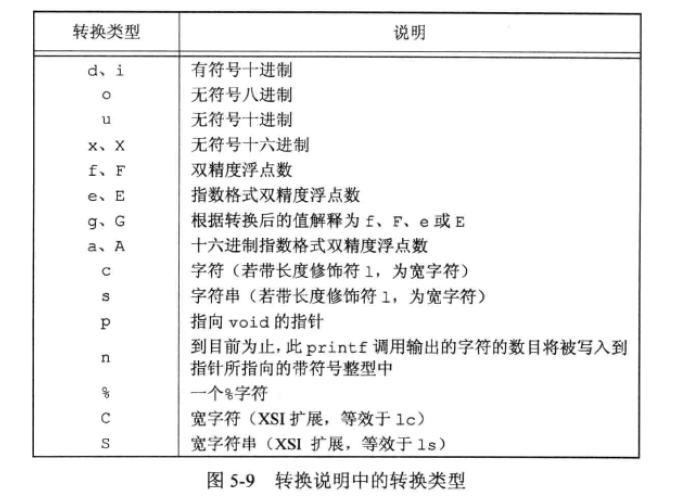 转换类型 说明
d、i 有符号十进制
o 无符号八进制
u 无符号十进制
x、X 无符号十六进制
f、F 双精度浮点数
e、E 指数格式双精度浮点数
g、G 根据转换后的值解释为 f、F、e 或 E
a、A 十六进制指数格式双精度浮点数
c 字符（若带长度修饰符 l，为宽字符）
s 字符串（若带长度修饰符 l，为宽字符）
p 指向 void 的指针
n 到目前为止，此 printf 调用输出的字符的数目将被写入到
指针所指向的带符号整型中
% 一个%字符
C 宽字符（XSI 扩展，等效于 lc）
S 宽字符串（XSI 扩展，等效于 ls）
图 5-9 转换说明中的转换类型